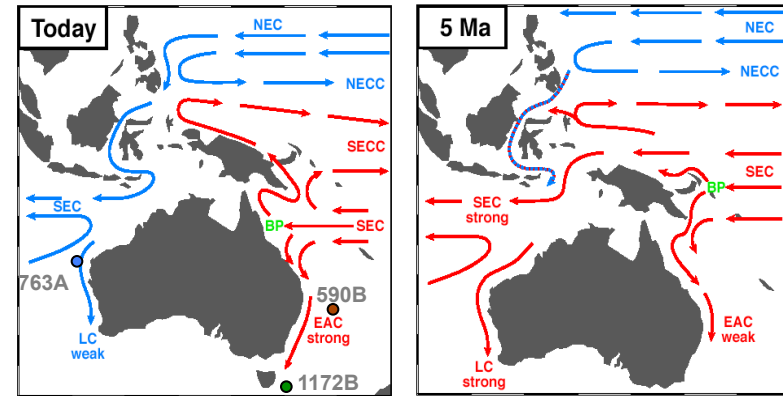 Today
NEC
NECC
SECC
SEC
BP
SEC
763A
590B
EAC
strong
LC
weak
1172B
5 Ma
NEC
NECC
SEC
BP
SEC
strong
EAC
weak
LC
strong